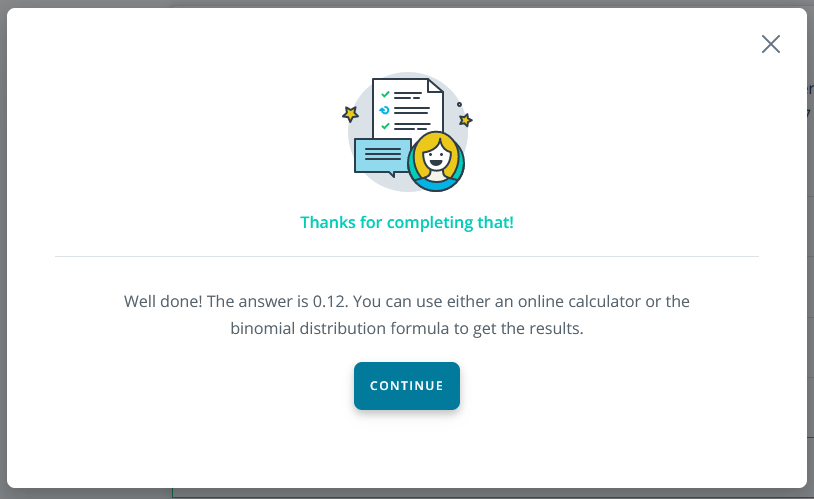 Thanks for completing that!
Well done! The answer is 0.12. You can use either an online calculator or the
binomial distribution formula to get the results.
CONTINUE